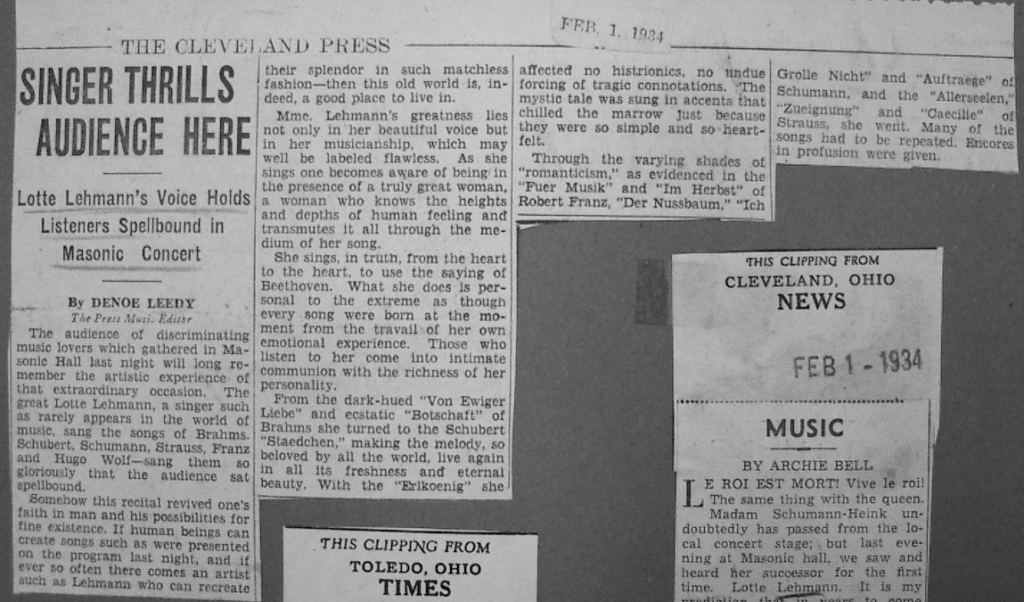 THE CLEVELAND PRESS
FEB. 1, 1934
SINGER THRILLS
AUDIENCE HERE
Lotte Lehmann's Voice Holds
Listeners Spellbound in
Masonic Concert
By DENOE LEEDY
The Press Musi. Editor
The audience of discriminating
music lovers which gathered in Ma-
sonic Hall last night will long re-
member the artistic experience of
that extraordinary occasion. The
great Lotte Lehmann, a singer such
as rarely appears in the world of
music, sang the songs of Brahms.
Schubert, Schumann, Strauss, Franz
and Hugo Wolf—sang them so
gloriously that the audience sat
spellbound.
Somehow this recital revived one's
faith in man and his possibilities for
fine existence. If human beings can
create songs such as were presented
on the program last night, and if
ever so often there comes an artist
such as Lehmann who can recreate
their splendor in such matchless
fashion—then this old world is, in-
deed, a good place to live in.
Mme. Lehmann's greatness lies
not only in her beautiful voice but
in her musicianship, which may
well be labeled flawless. As she
sings one becomes aware of being in
the presence of a truly great woman,
a woman who knows the heights
and depths of human feeling and
transmutes it all through the me-
dium of her song.
She sings, in truth, from the heart
to the heart, to use the saying of
Beethoven. What she does is per-
sonal to the extreme as though
every song were born at the mo-
ment from the travail of her own
emotional experience. Those who
listen to her come into intimate
communion with the richness of her
personality.
From the dark-hued "Von Ewiger
Liebe" and ecstatic "Botschaft" of
Brahms she turned to the Schubert
"Staedchen," making the melody, so
beloved by all the world, live again
in all its freshness and eternal
beauty. With the "Erlkoenig" she
affected no histrionics, no undue
forcing of tragic connotations. The
mystic tale was sung in accents that
chilled the marrow just because
they were so simple and so heart-
felt.
Through the varying shades of
"romanticism," as evidenced in the
"Fuer Musik" and "Im Herbst" of
Robert Franz, "Der Nussbaum," "Ich
Grolle Nicht" and "Auftraege" of
Schumann, and the "Allerseelen,"
"Zueignung" and "Caecille" of
Strauss, she went. Many of the
songs had to be repeated. Encores
in profusion were given.
THIS CLIPPING FROM
TOLEDO, OHIO
TIMES
THIS CLIPPING FROM
CLEVELAND, OHIO
NEWS
FEB 1 - 1934
MUSIC
BY ARCHIE BELL
LE ROI EST MORT! Vive le roi!
The same thing with the queen.
Madam Schumann-Heink un-
doubtedly has passed from the lo-
cal concert stage; but last eve-
ning at Masonic hall, we saw and
heard her successor for the first
time. Lotte Lehmann. It is my
prediction that in years to come